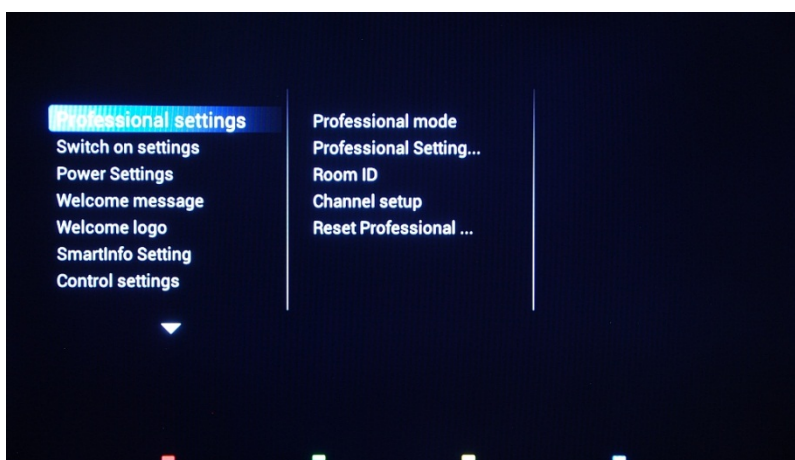 Professional settings
Switch on settings
Power Settings
Welcome message
Welcome logo
SmartInfo Setting
Control settings
Professional mode
Professional Setting...
Room ID
Channel setup
Reset Professional ...